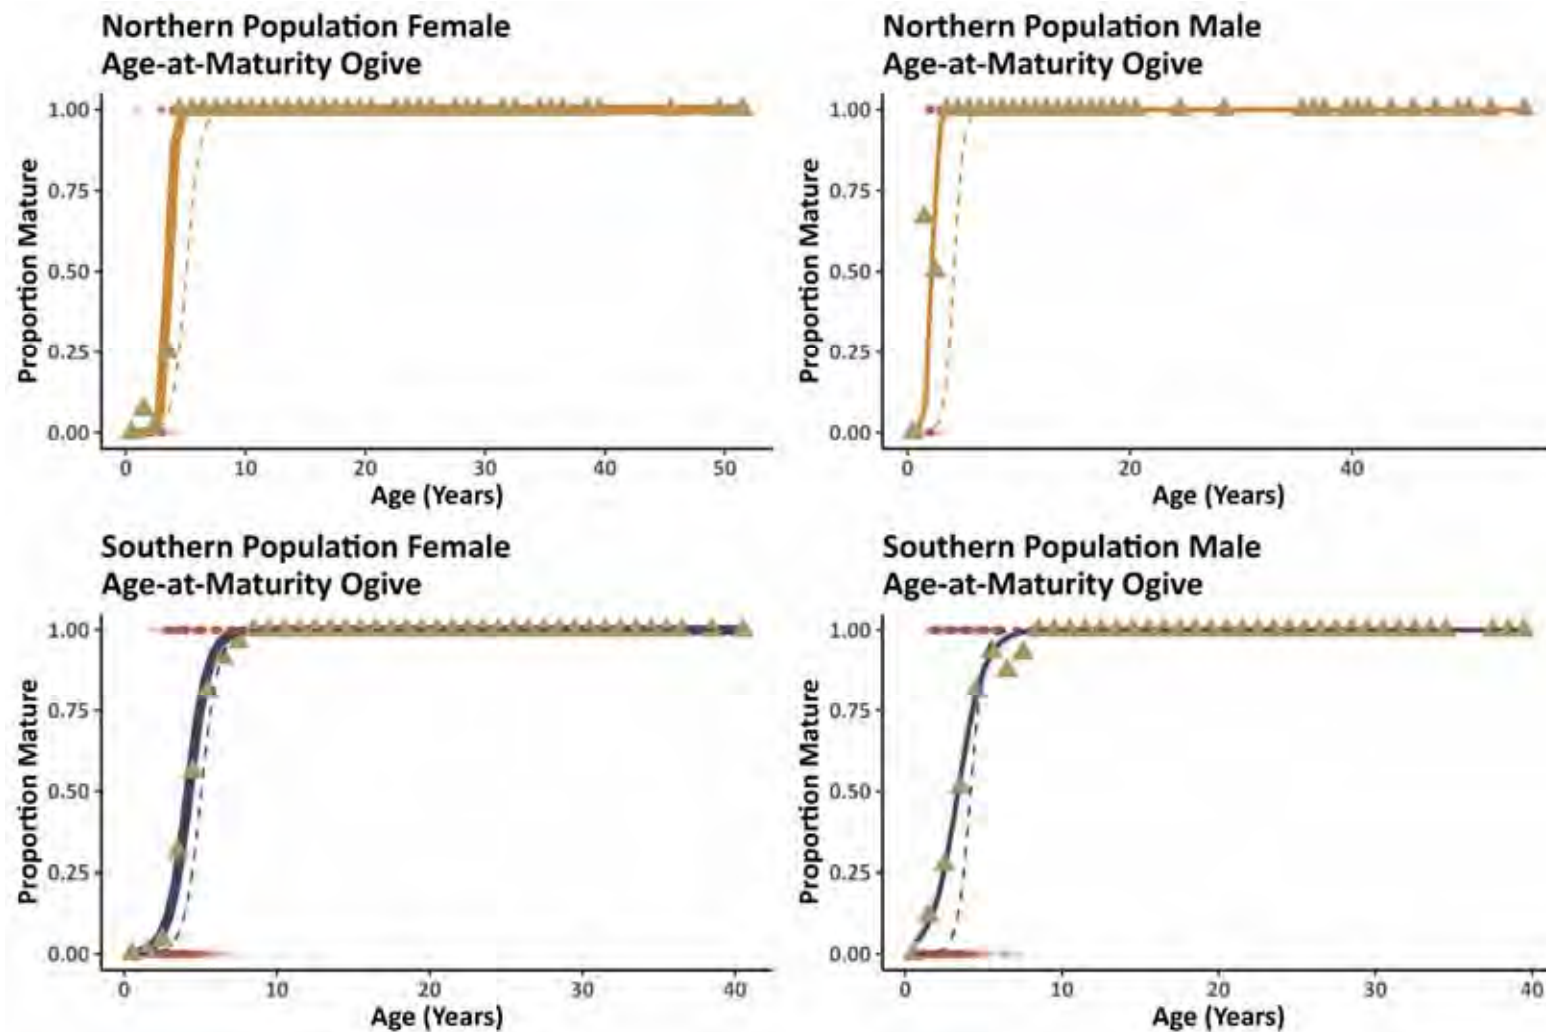 Northern Population Female
Age-at-Maturity Ogive
1.00
0.75
0.50
0.25
0.00
Proportion Mature
0
10
20
30
40
50
Age (Years)
Northern Population Male
Age-at-Maturity Ogive
1.00
0.75
0.50
0.25
0.00
Proportion Mature
0
20
40
Age (Years)
Southern Population Female
Age-at-Maturity Ogive
1.00
0.75
0.50
0.25
0.00
Proportion Mature
0
10
20
30
40
Age (Years)
Southern Population Male
Age-at-Maturity Ogive
1.00
0.75
0.50
0.25
0.00
Proportion Mature
0
10
20
30
40
Age (Years)